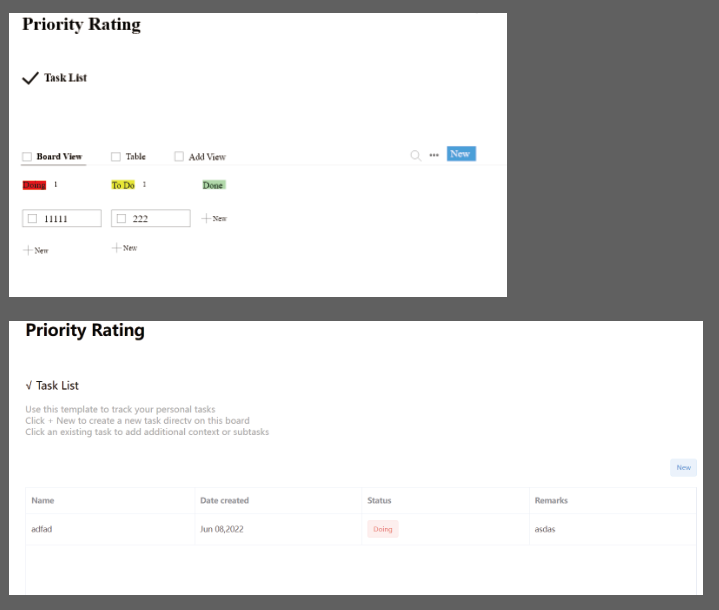 Priority Rating
Task List
Board View Table Add View ••• New
Doing 1 To Do 1 Done
11111 222 New
New New
Priority Rating
√ Task List
Use this template to track your personal tasks
Click + New to create a new task directv on this board
Click an existing task to add additional context or subtasks
New
Name Date created Status Remarks
adfad Jun 08,2022 Doing asdas